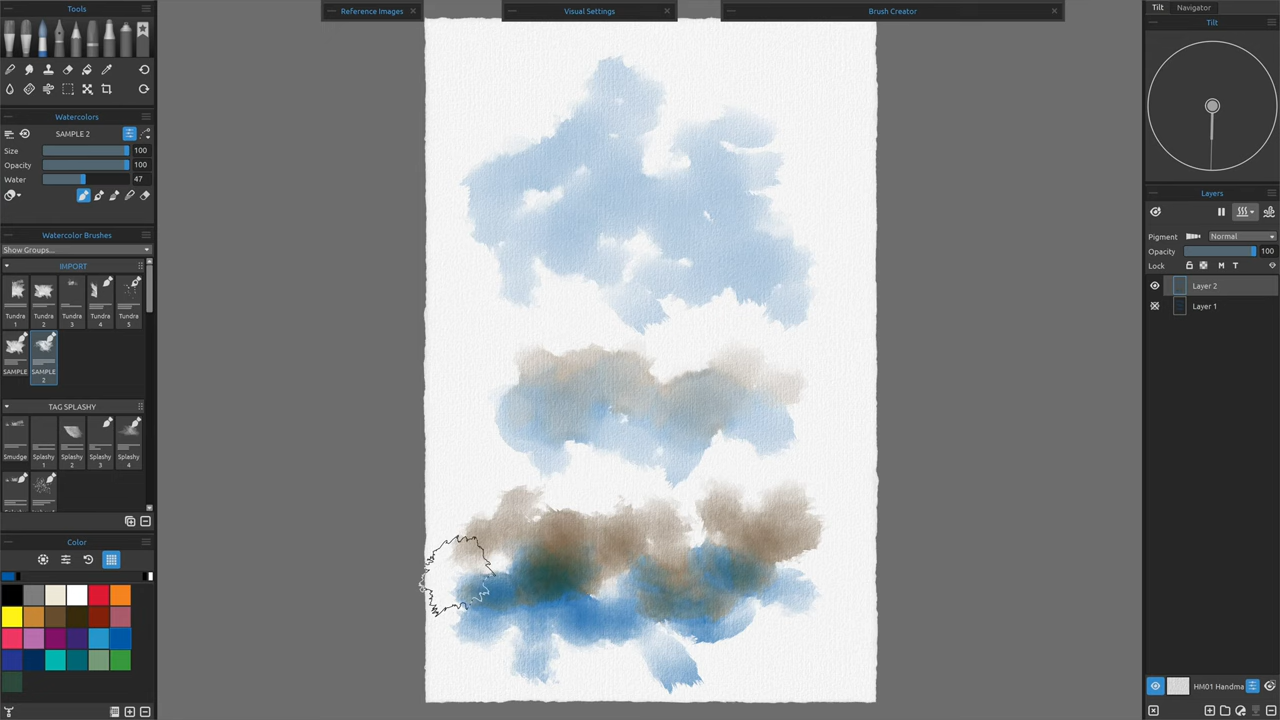 Tools
Reference Images
Visual Settings
Brush Creator
Tilt
Navigator
Tilt
Watercolors
SAMPLE 2
Size 100
Opacity 100
Water 47
Watercolor Brushes
Show Groups...
IMPORT
Tundra 1
Tundra 2
Tundra 3
Tundra 4
Tundra 5
SAMPLE
SAMPLE 2
TAG SPLASHY
Smudge
Splashy 1
Splashy 2
Splashy 3
Splashy 4
Color
Layers
Pigment Normal
Opacity 100
Lock M T
Layer 2
Layer 1
HM01 Handma